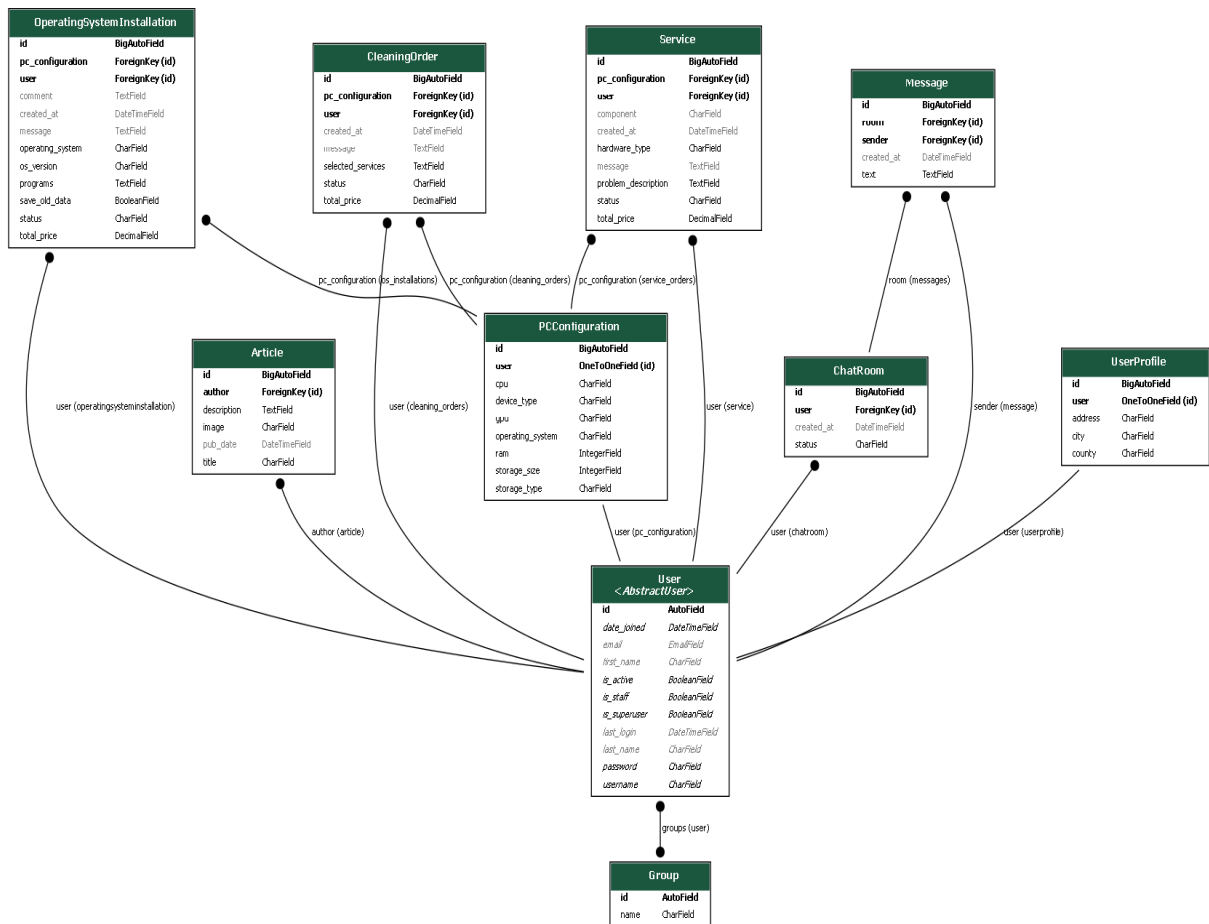 OperatingSystemInstallation
id BigAutoField
pc_configuration ForeignKey (id)
user ForeignKey (id)
comment TextField
created_at DateTimeField
message TextField
operating_system CharField
os_version CharField
programs TextField
save_old_data BooleanField
status CharField
total_price DecimalField
CleaningOrder
id BigAutoField
pc_configuration ForeignKey (id)
user ForeignKey (id)
created_at DateTimeField
message TextField
selected_services TextField
status CharField
total_price DecimalField
Service
id BigAutoField
pc_configuration ForeignKey (id)
user ForeignKey (id)
component CharField
created_at DateTimeField
hardware_type CharField
message TextField
problem_description TextField
status CharField
total_price DecimalField
Message
id BigAutoField
room ForeignKey (id)
sender ForeignKey (id)
created_at DateTimeField
text TextField
pc_configuration (os_installations)
pc_configuration (cleaning_orders)
pc_configuration (service_orders)
room (messages)
Article
id BigAutoField
author ForeignKey (id)
description TextField
image CharField
pub_date DateTimeField
title CharField
PCConfiguration
id BigAutoField
user OneToOneField (id)
cpu CharField
device_type CharField
gpu CharField
operating_system CharField
ram IntegerField
storage_size IntegerField
storage_type CharField
ChatRoom
id BigAutoField
user ForeignKey (id)
created_at DateTimeField
status CharField
UserProfile
id BigAutoField
user OneToOneField (id)
address CharField
city CharField
county CharField
user (operatingsysteminstallation)
user (cleaning_orders)
user (service)
sender (message)
author (article)
user (pc_configuration)
user (chatroom)
user (userprofile)
User
<AbstractUser>
id AutoField
date_joined DateTimeField
email EmailField
first_name CharField
is_active BooleanField
is_staff BooleanField
is_superuser BooleanField
last_login DateTimeField
last_name CharField
password CharField
username CharField
groups (user)
Group
id AutoField
name CharField